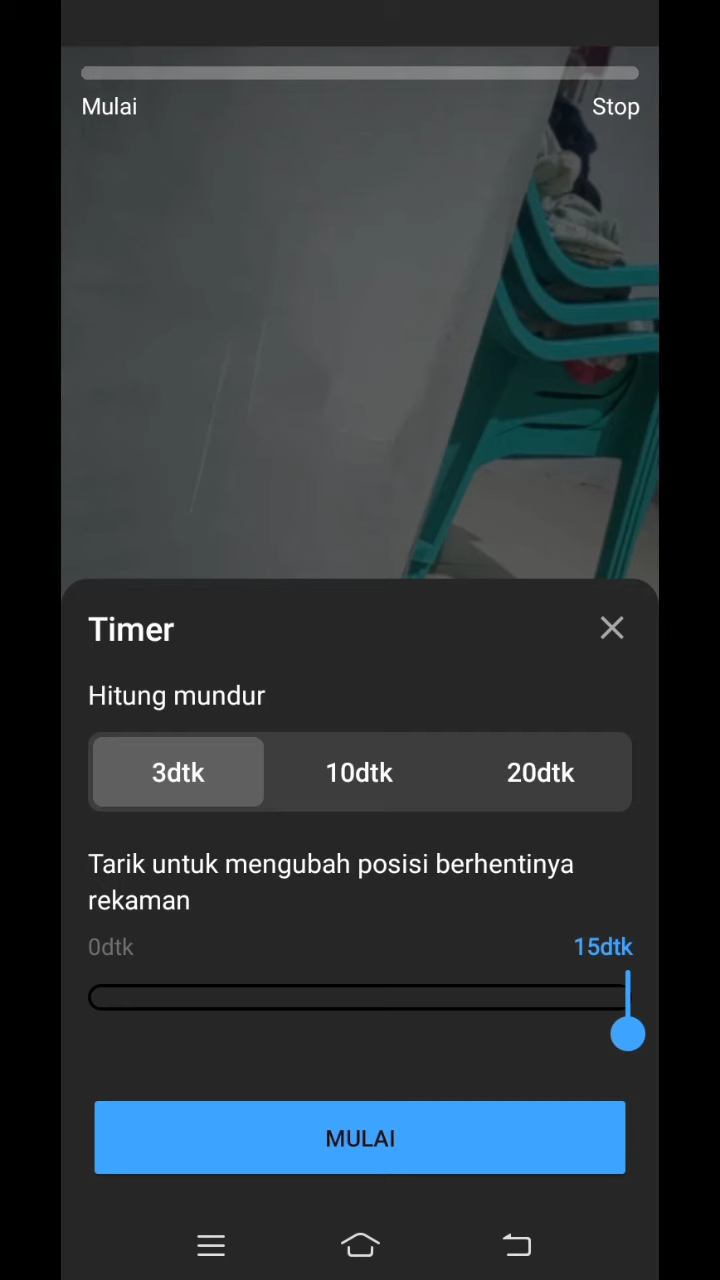 Mulai
Stop
Timer
Hitung mundur
3dtk
10dtk
20dtk
Tarik untuk mengubah posisi berhentinya
rekaman
0dtk
15dtk
MULAI